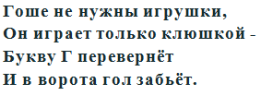 Гоше не нужны игрушки,
Он играет только клюшкой -
Букву Г перевернёт
И в ворота гол забьёт.